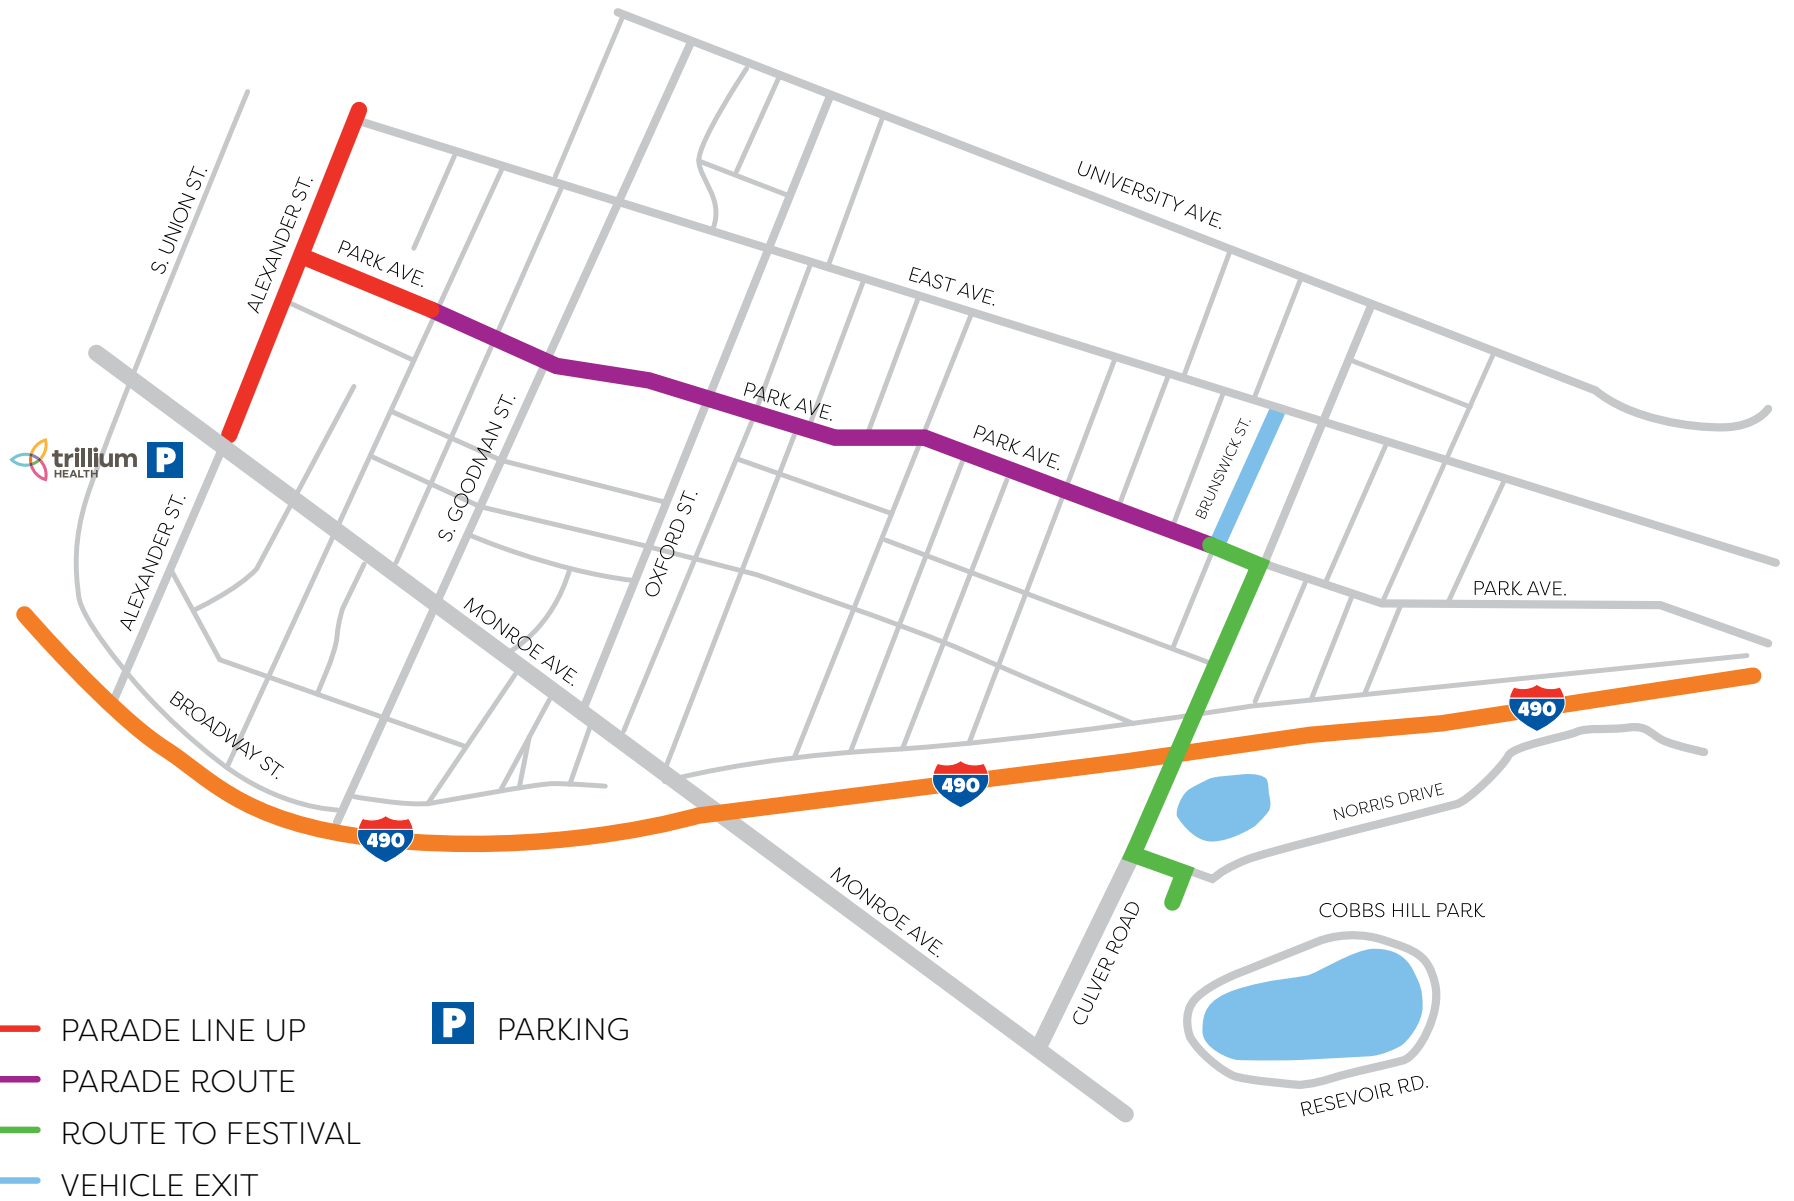 UNIVERSITY AVE.
S. UNION ST.
ALEXANDER ST.
PARK AVE.
EAST AVE.
PARK AVE.
PARK AVE.
BRUNSWICK ST.
S. GOODMAN ST.
trillium
HEALTH
P
OXFORD ST.
ALEXANDER ST.
PARK AVE.
MONROE AVE.
BROADWAY ST.
490
490
490
NORRIS DRIVE
MONROE AVE.
CULVER ROAD
COBBS HILL PARK
RESEVOIR RD.
PARADE LINE UP
P PARKING
PARADE ROUTE
ROUTE TO FESTIVAL
VEHICLE EXIT